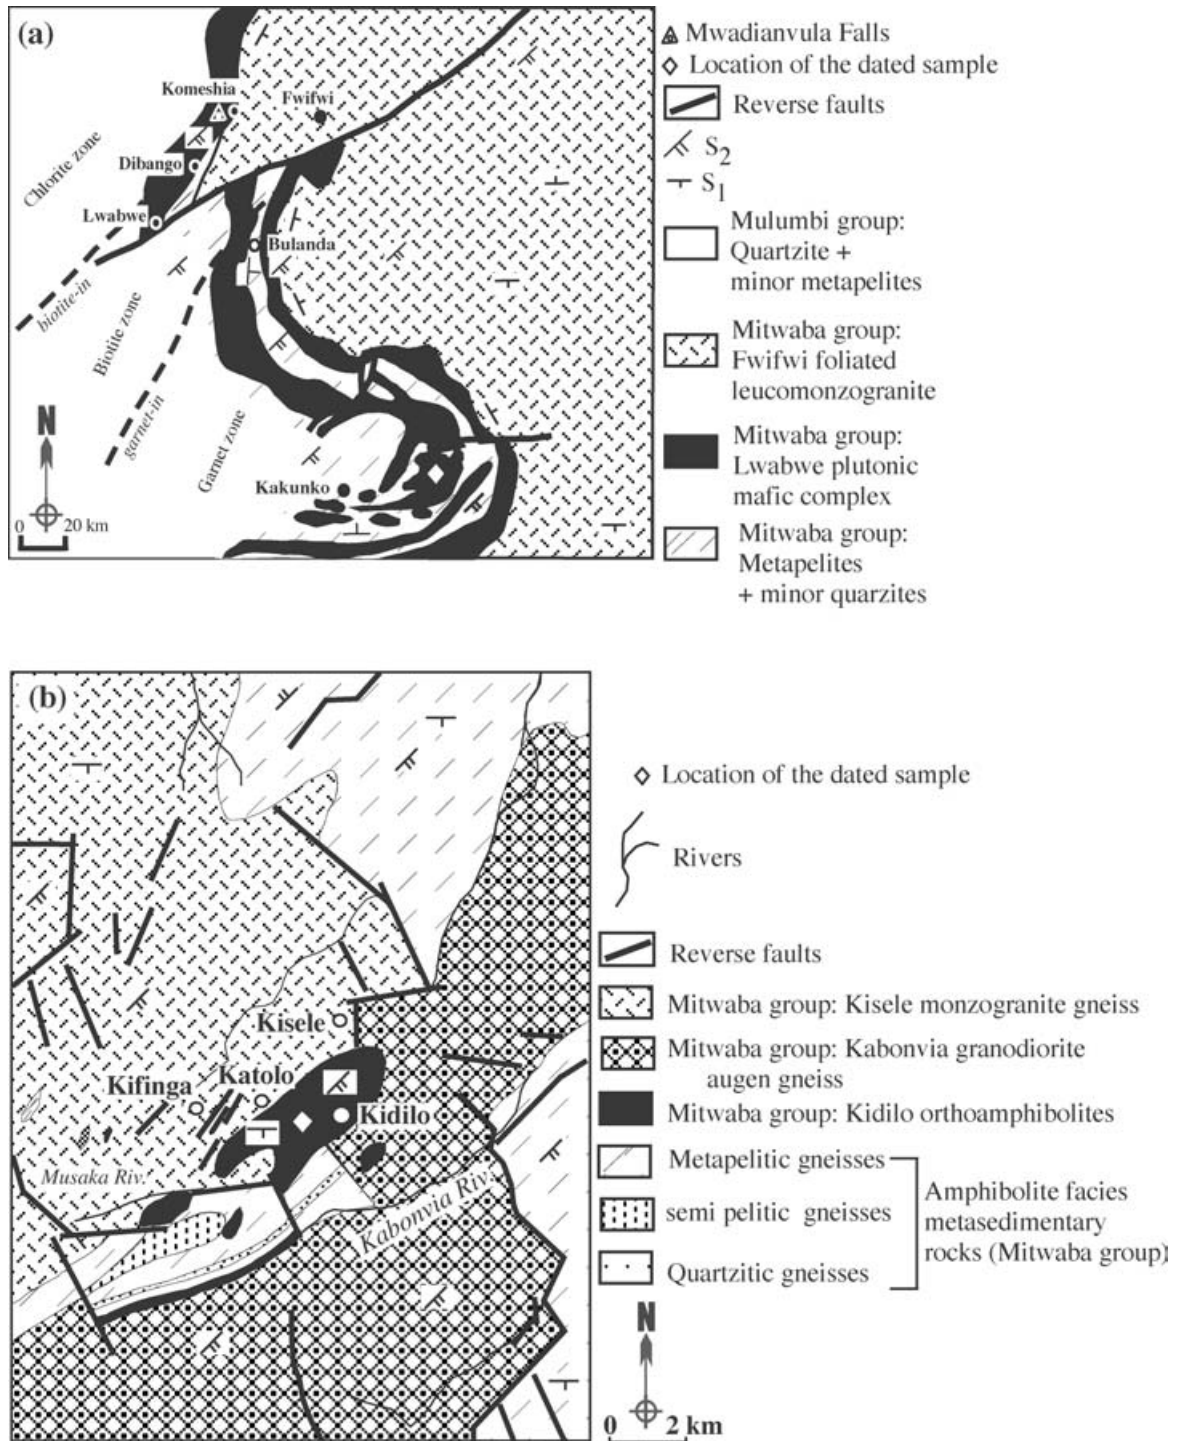 (a)
Komeshia
Fwifwi
Chlorite zone
Dibango
Lwabwe
Bulanda
biotite-in
Biotite zone
garnet-in
Garnet zone
Kakunko
N
0 20 km
Mwadianvula Falls
Location of the dated sample
Reverse faults
S2
S1
Mulumbi group:
Quartzite +
minor metapelites
Mitwaba group:
Fwifwi foliated
leucomonzogranite
Mitwaba group:
Lwabwe plutonic
mafic complex
Mitwaba group:
Metapelites
+ minor quarzites
(b)
Kisele
Katolo
Kifinga
Kidilo
Musaka Riv.
Kabonvia Riv.
Location of the dated sample
Rivers
Reverse faults
Mitwaba group: Kisele monzogranite gneiss
Mitwaba group: Kabonvia granodiorite
augen gneiss
Mitwaba group: Kidilo orthoamphibolites
Metapelitic gneisses
semi pelitic gneisses
Quartzitic gneisses
Amphibolite facies
metasedimentary
rocks (Mitwaba group)
N
0 2 km